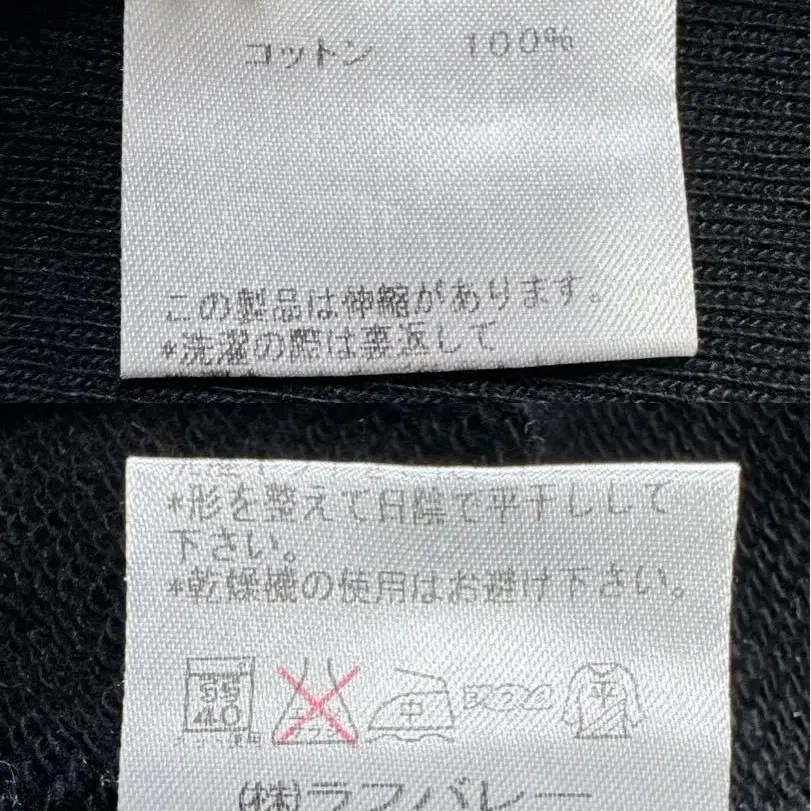 コットン 100%
この製品は伸縮があります。
*洗濯の際は裏返して
*形を整えて日陰で平干しして
下さい。
*乾燥機の使用はお避け下さい。
40 中 平
(株)ラブバレー